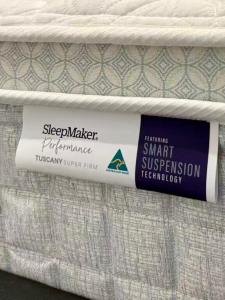 SleepMaker.
Performance
TUSCANY SUPER FIRM
FEATURING
SMART
SUSPENSION
TECHNOLOGY